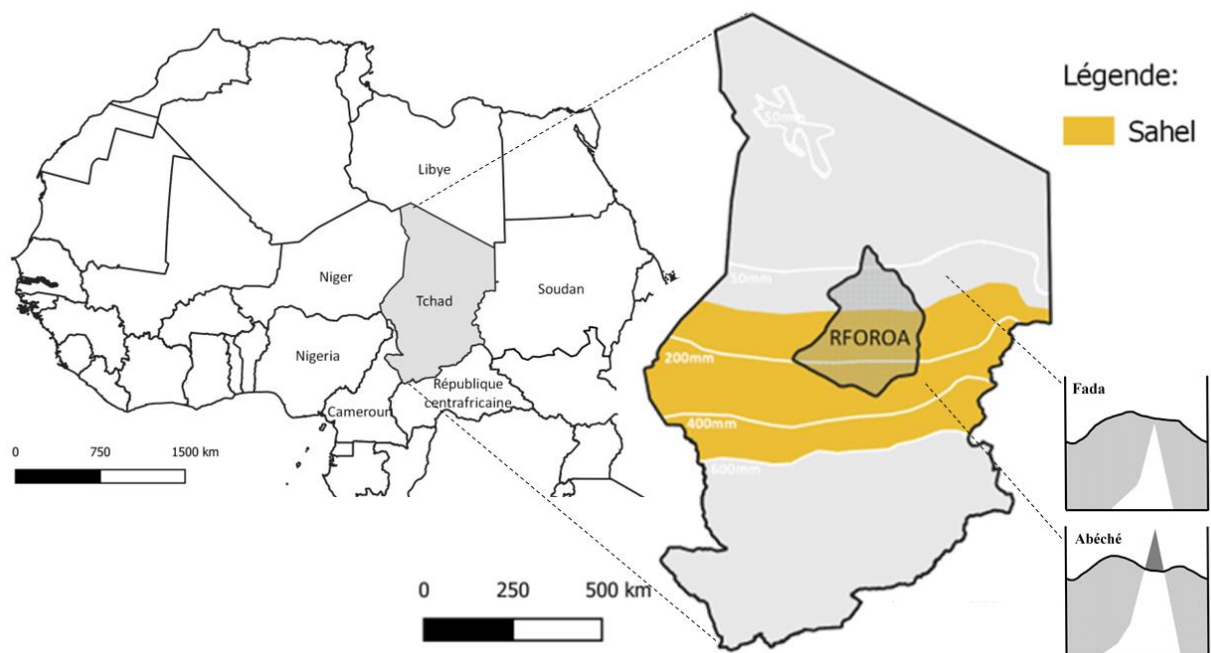 Libye
Niger
Tchad
Soudan
Nigeria
Cameroun
République
centrafricaine
0 750 1500 km
50mm
50mm
RFOROA
200mm
400mm
600mm
0 250 500 km
Légende:
Sahel
Fada
Abéché